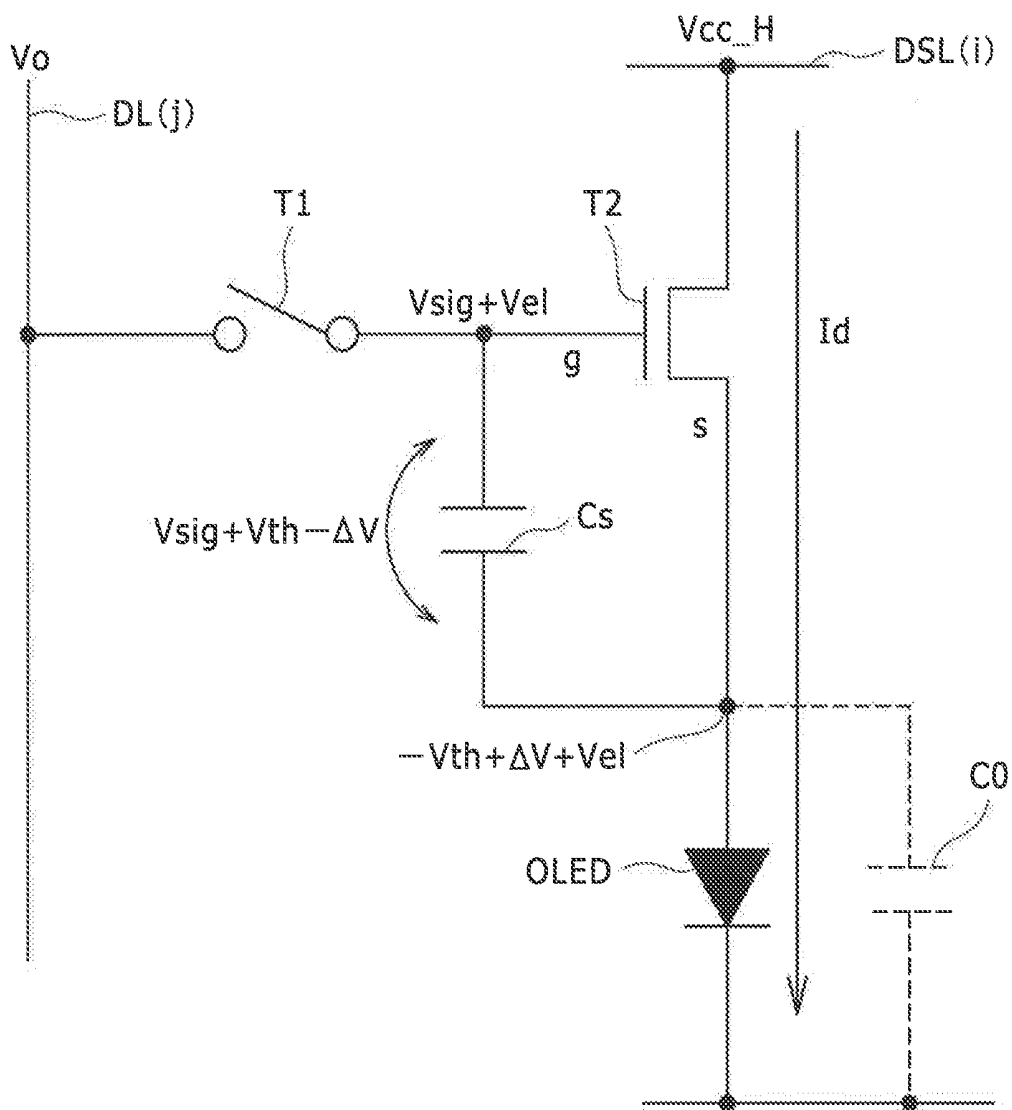 Vcc_H
DSL(i)
Vo
DL(j)
T1
T2
Vsig+Vel
Id
g
s
Vsig+Vth−ΔV
Cs
−Vth+ΔV+Vel
C0
OLED